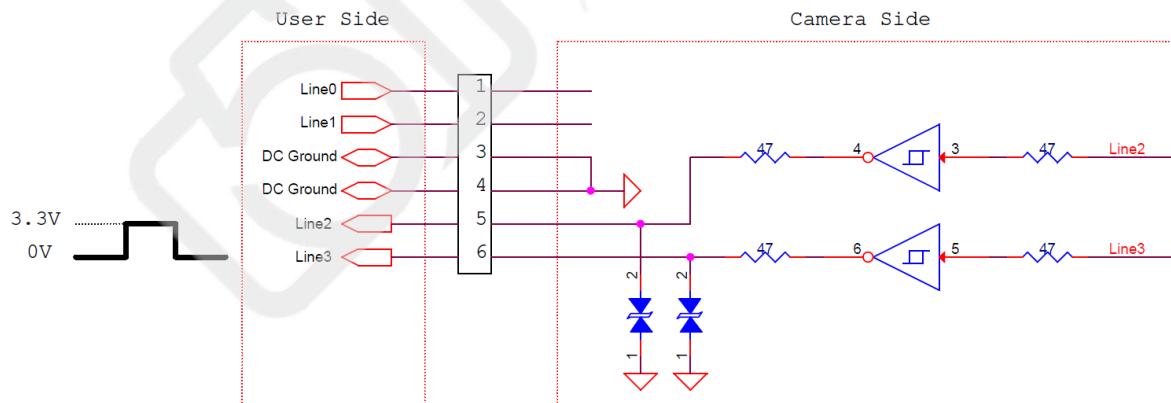 User Side
Camera Side
Line0
1
Line1
2
DC Ground
3
4
47
3
47
Line2
DC Ground
4
3.3V
Line2
5
0V
Line3
6
6
47
5
47
Line3
2
2
1
1